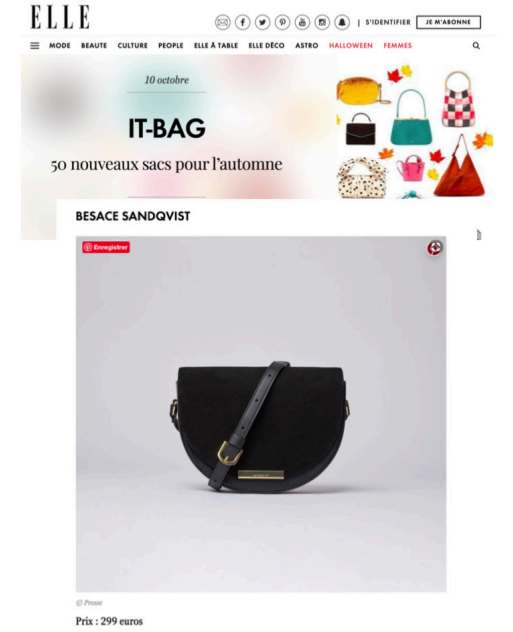 ELLE
S'IDENTIFIER
JE M'ABONNE
MODE BEAUTE CULTURE PEOPLE ELLE À TABLE ELLE DÉCO ASTRO HALLOWEEN FEMMES
10 octobre
IT-BAG
50 nouveaux sacs pour l'automne
BESACE SANDQVIST
Enregistrer
© Presse
Prix : 299 euros